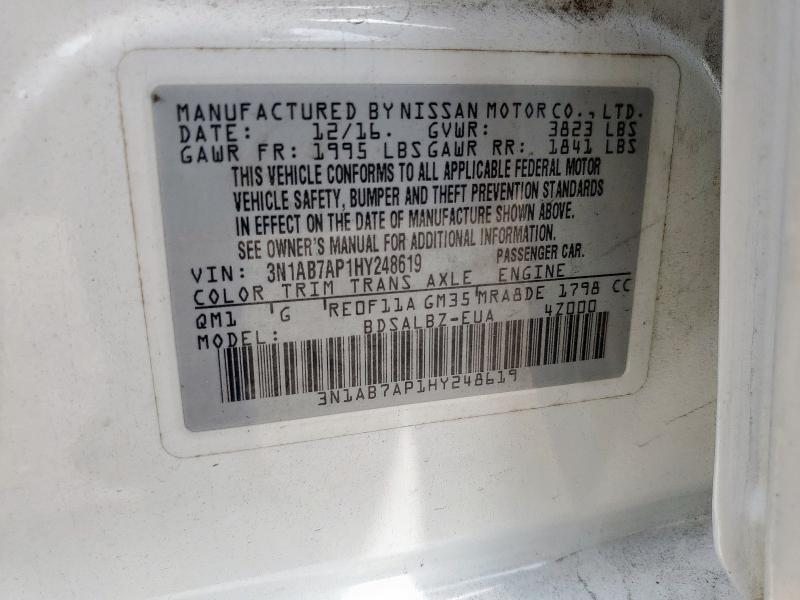 MANUFACTURED BY NISSAN MOTOR CO., LTD.
DATE: 12/16. GVWR: 3823 LBS
GAWR FR: 1995 LBS GAWR RR: 1841 LBS
THIS VEHICLE CONFORMS TO ALL APPLICABLE FEDERAL MOTOR
VEHICLE SAFETY, BUMPER AND THEFT PREVENTION STANDARDS
IN EFFECT ON THE DATE OF MANUFACTURE SHOWN ABOVE.
SEE OWNER'S MANUAL FOR ADDITIONAL INFORMATION.
VIN: 3N1AB7AP1HY248619 PASSENGER CAR.
COLOR TRIM TRANS AXLE ENGINE
QM1 G RE0F11A GM35 MRA8DE 1798 CC
MODEL: BDSALBZ-EUA 4Z000
3N1AB7AP1HY248619